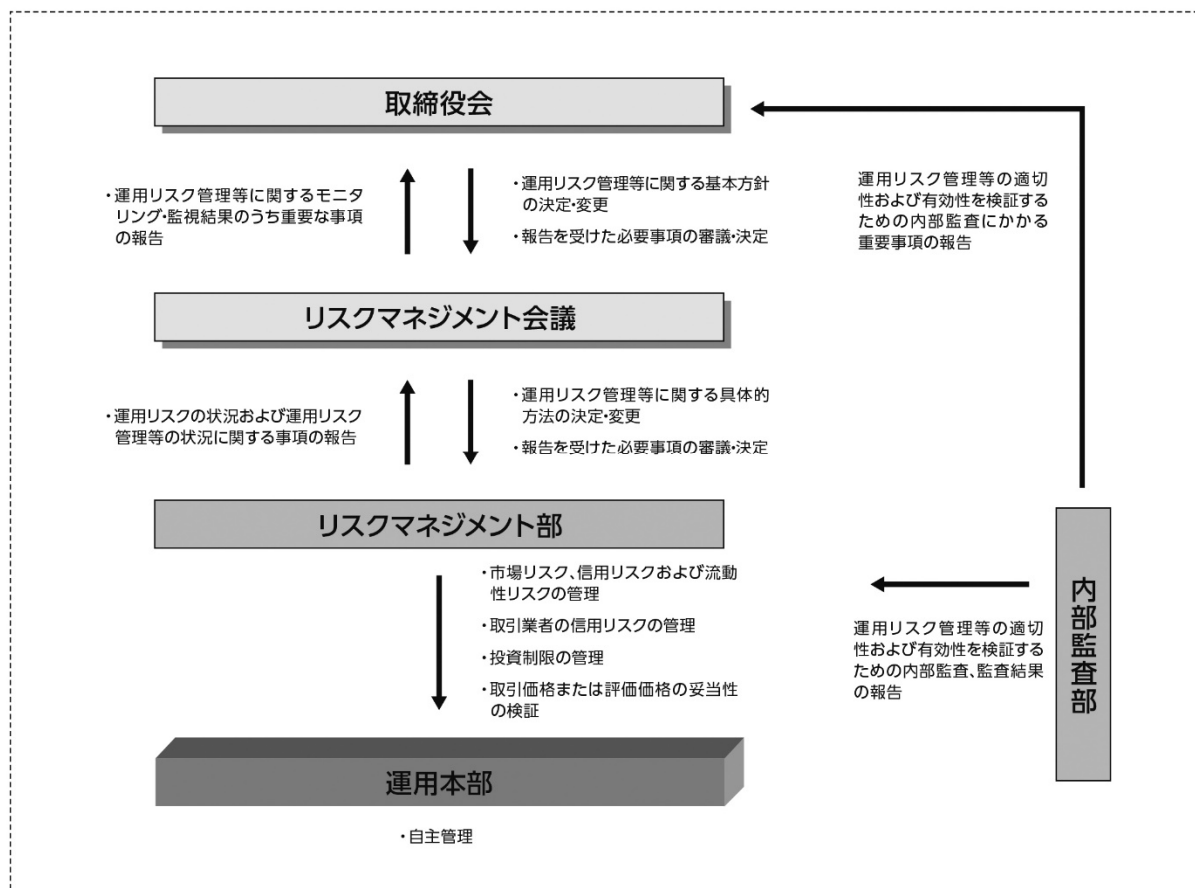 取締役会
・運用リスク管理等に関するモニタ
リング・監視結果のうち重要な事項
の報告
・運用リスク管理等に関する基本方針
の決定・変更
・報告を受けた必要事項の審議・決定
運用リスク管理等の適切
性および有効性を検証す
るための内部監査にかかる
重要事項の報告
リスクマネジメント会議
・運用リスクの状況および運用リスク
管理等の状況に関する事項の報告
・運用リスク管理等に関する具体的
方法の決定・変更
・報告を受けた必要事項の審議・決定
リスクマネジメント部
・市場リスク、信用リスクおよび流動
性リスクの管理
・取引業者の信用リスクの管理
・投資制限の管理
・取引価格または評価価格の妥当性
の検証
運用リスク管理等の適切
性および有効性を検証する
ための内部監査、監査結果
の報告
内部監査部
運用本部
・自主管理